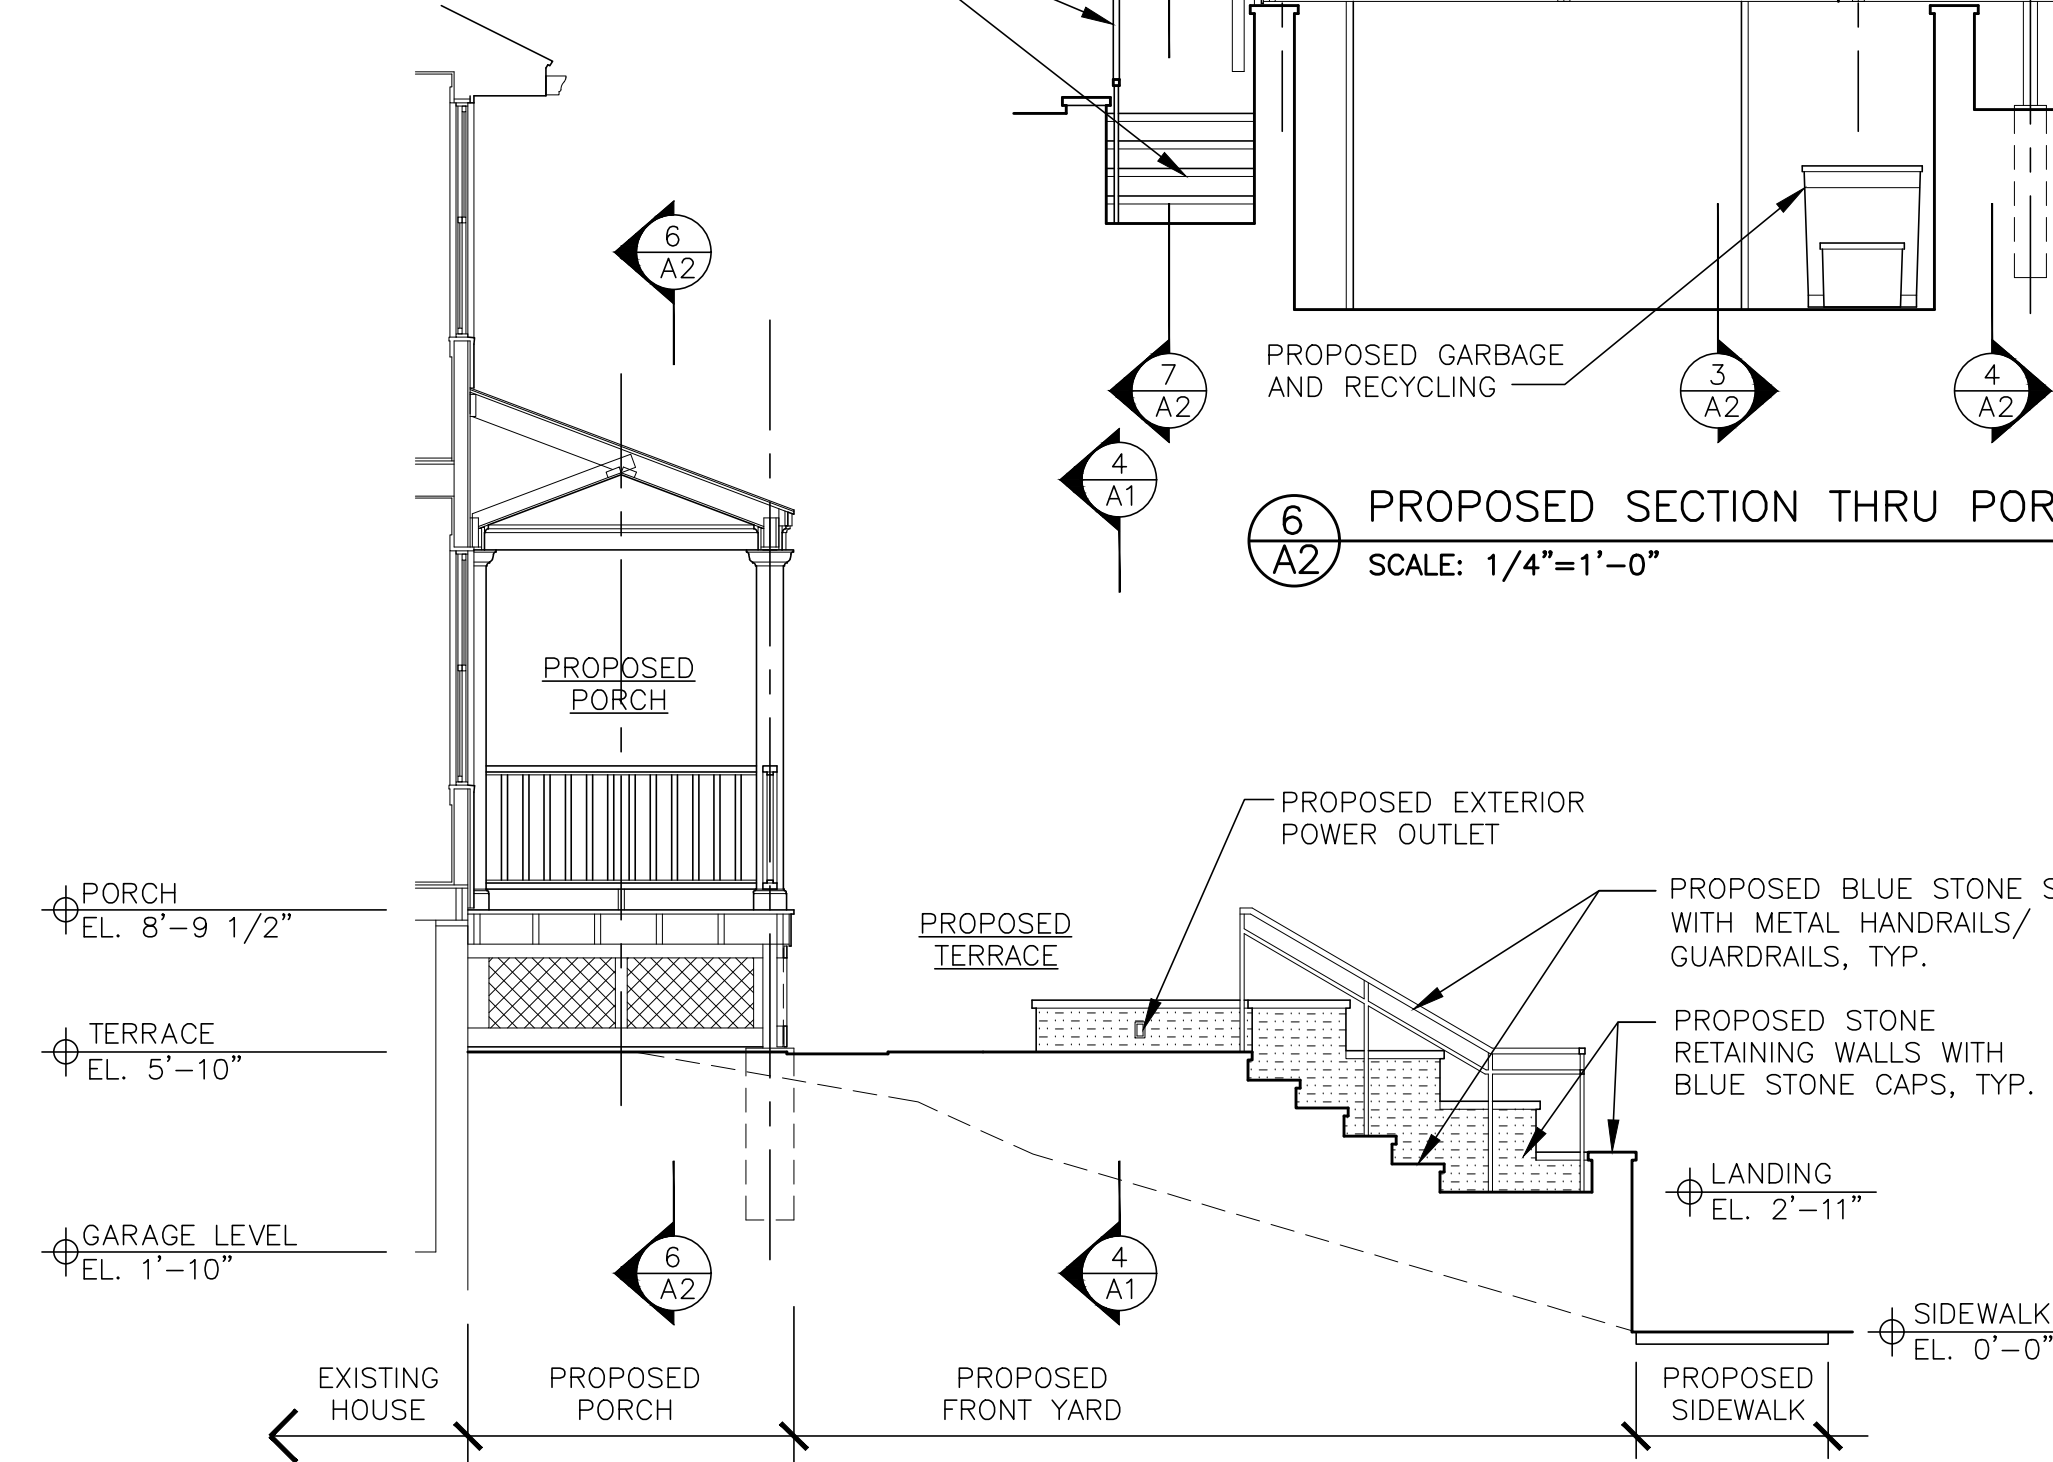 6
A2
PROPOSED GARBAGE
AND RECYCLING
7
A2
3
A2
4
A2
4
A1
6
A2
PROPOSED SECTION THRU
SCALE: 1/4"=1'-0"
PROPOSED
PORCH
PROPOSED EXTERIOR
POWER OUTLET
PORCH
EL. 8'-9 1/2"
PROPOSED
TERRACE
PROPOSED BLUE STONE
WITH METAL HANDRAILS/
GUARDRAILS, TYP.
TERRACE
EL. 5'-10"
PROPOSED STONE
RETAINING WALLS WITH
BLUE STONE CAPS, TYP.
LANDING
EL. 2'-11"
GARAGE LEVEL
EL. 1'-10"
6
A2
4
A1
SIDEWALK
EL. 0'-0"
EXISTING
HOUSE
PROPOSED
PORCH
PROPOSED
FRONT YARD
PROPOSED
SIDEWALK